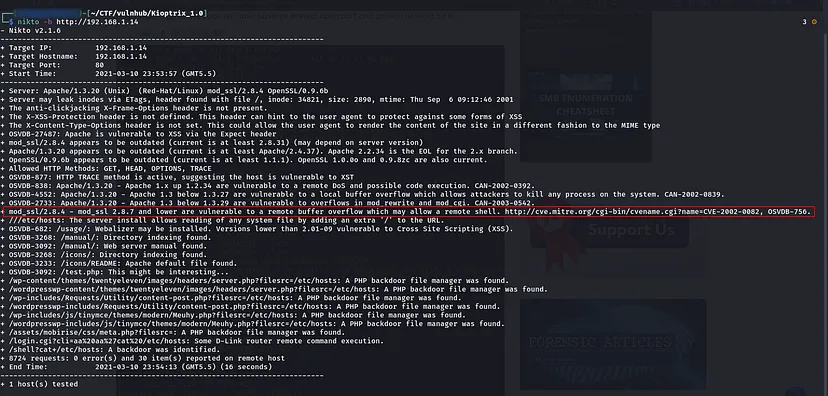 [~/CTF/vulnhub/Kioptrix_1.0]
$ nikto -h http://192.168.1.14
3
- Nikto v2.1.6
---------------------------------------------------------------------------
+ Target IP: 192.168.1.14
+ Target Hostname: 192.168.1.14
+ Target Port: 80
+ Start Time: 2021-03-10 23:53:57 (GMT5.5)
---------------------------------------------------------------------------
+ Server: Apache/1.3.20 (Unix) (Red-Hat/Linux) mod_ssl/2.8.4 OpenSSL/0.9.6b
+ Server may leak inodes via ETags, header found with file /, inode: 34821, size: 2890, mtime: Thu Sep 6 09:12:46 2001
+ The anti-clickjacking X-Frame-Options header is not present.
+ The X-XSS-Protection header is not defined. This header can hint to the user agent to protect against some forms of XSS
+ The X-Content-Type-Options header is not set. This could allow the user agent to render the content of the site in a different fashion to the MIME type
+ OSVDB-27487: Apache is vulnerable to XSS via the Expect header
+ mod_ssl/2.8.4 appears to be outdated (current is at least 2.8.31) (may depend on server version)
+ Apache/1.3.20 appears to be outdated (current is at least Apache/2.4.37). Apache 2.2.34 is the EOL for the 2.x branch.
+ OpenSSL/0.9.6b appears to be outdated (current is at least 1.1.1). OpenSSL 1.0.0o and 0.9.8zc are also current.
+ Allowed HTTP Methods: GET, HEAD, OPTIONS, TRACE
+ OSVDB-877: HTTP TRACE method is active, suggesting the host is vulnerable to XST
+ OSVDB-838: Apache/1.3.20 - Apache 1.x up 1.2.34 are vulnerable to a remote DoS and possible code execution. CAN-2002-0392.
+ OSVDB-4552: Apache/1.3.20 - Apache 1.3 below 1.3.27 are vulnerable to a local buffer overflow which allows attackers to kill any process on the system. CAN-2002-0839.
+ OSVDB-2733: Apache/1.3.20 - Apache 1.3 below 1.3.29 are vulnerable to overflows in mod_rewrite and mod_cgi. CAN-2003-0542.
+ mod_ssl/2.8.4 - mod_ssl 2.8.7 and lower are vulnerable to a remote buffer overflow which may allow a remote shell. http://cve.mitre.org/cgi-bin/cvename.cgi?name=CVE-2002-0082, OSVDB-756.
+ ///etc/hosts: The server install allows reading of any system file by adding an extra '/' to the URL.
+ OSVDB-682: /usage/: Webalizer may be installed. Versions lower than 2.01-09 vulnerable to Cross Site Scripting (XSS).
+ OSVDB-3268: /manual/: Directory indexing found.
+ OSVDB-3092: /manual/: Web server manual found.
+ OSVDB-3268: /icons/: Directory indexing found.
+ OSVDB-3233: /icons/README: Apache default file found.
+ OSVDB-3092: /test.php: This might be interesting...
+ /wp-content/themes/twentyeleven/images/headers/server.php?filesrc=/etc/hosts: A PHP backdoor file manager was found.
+ /wordpresswp-content/themes/twentyeleven/images/headers/server.php?filesrc=/etc/hosts: A PHP backdoor file manager was found.
+ /wp-includes/Requests/Utility/content-post.php?filesrc=/etc/hosts: A PHP backdoor file manager was found.
+ /wordpresswp-includes/Requests/Utility/content-post.php?filesrc=/etc/hosts: A PHP backdoor file manager was found.
+ /wp-includes/js/tinymce/themes/modern/Meuhy.php?filesrc=/etc/hosts: A PHP backdoor file manager was found.
+ /wordpresswp-includes/js/tinymce/themes/modern/Meuhy.php?filesrc=/etc/hosts: A PHP backdoor file manager was found.
+ /assets/mobirise/css/meta.php?filesrc=: A PHP backdoor file manager was found.
+ /login.cgi?cli=aa%20aa%27cat%20/etc/hosts: Some D-Link router remote command execution.
+ /shell?cat+/etc/hosts: A backdoor was identified.
+ 8724 requests: 0 error(s) and 30 item(s) reported on remote host
+ End Time: 2021-03-10 23:54:13 (GMT5.5) (16 seconds)
---------------------------------------------------------------------------
+ 1 host(s) tested
SMB ENUMERATION
CHEATSHEET
Support Us
FORENSIC ARTICLES